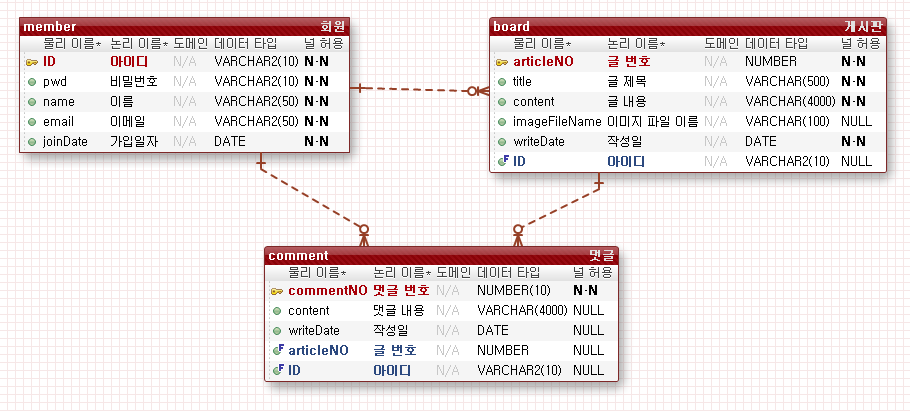 member 회원
물리 이름* 논리 이름* 도메인 데이터 타입 널 허용
ID 아이디 N/A VARCHAR2(10) N·N
pwd 비밀번호 N/A VARCHAR2(10) N·N
name 이름 N/A VARCHAR2(50) N·N
email 이메일 N/A VARCHAR2(50) N·N
joinDate 가입일자 N/A DATE N·N
board 게시판
물리 이름* 논리 이름* 도메인 데이터 타입 널 허용
articleNO 글 번호 N/A NUMBER N·N
title 글 제목 N/A VARCHAR(500) N·N
content 글 내용 N/A VARCHAR(4000) N·N
imageFileName 이미지 파일 이름 N/A VARCHAR(100) NULL
writeDate 작성일 N/A DATE N·N
F ID 아이디 N/A VARCHAR2(10) NULL
comment 댓글
물리 이름* 논리 이름* 도메인 데이터 타입 널 허용
commentNO 댓글 번호 N/A NUMBER(10) N·N
content 댓글 내용 N/A VARCHAR(4000) NULL
writeDate 작성일 N/A DATE NULL
F articleNO 글 번호 N/A NUMBER NULL
F ID 아이디 N/A VARCHAR2(10) NULL